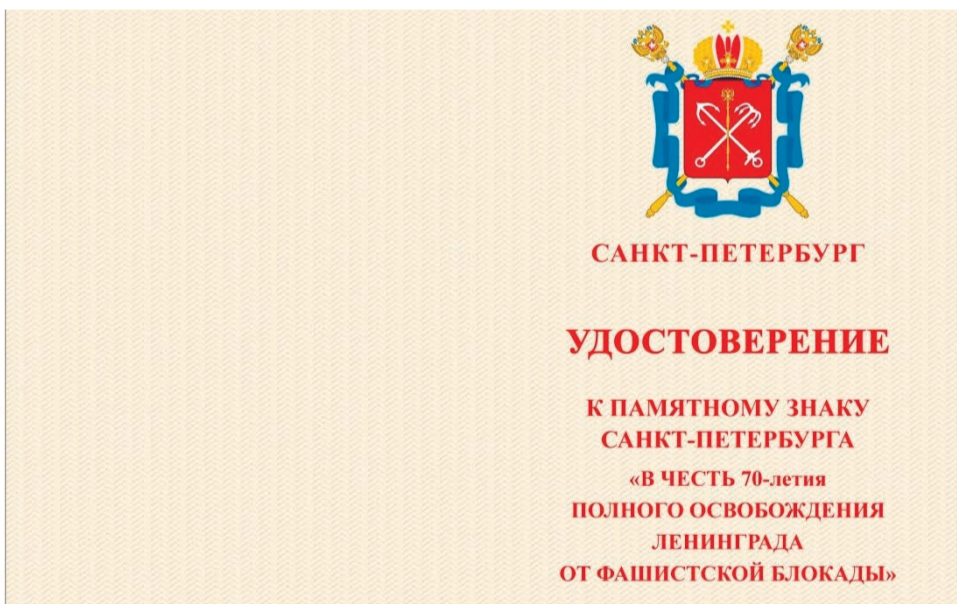 САНКТ-ПЕТЕРБУРГ
УДОСТОВЕРЕНИЕ
К ПАМЯТНОМУ ЗНАКУ
САНКТ-ПЕТЕРБУРГА
«В ЧЕСТЬ 70-летия
ПОЛНОГО ОСВОБОЖДЕНИЯ
ЛЕНИНГРАДА
ОТ ФАШИСТСКОЙ БЛОКАДЫ»